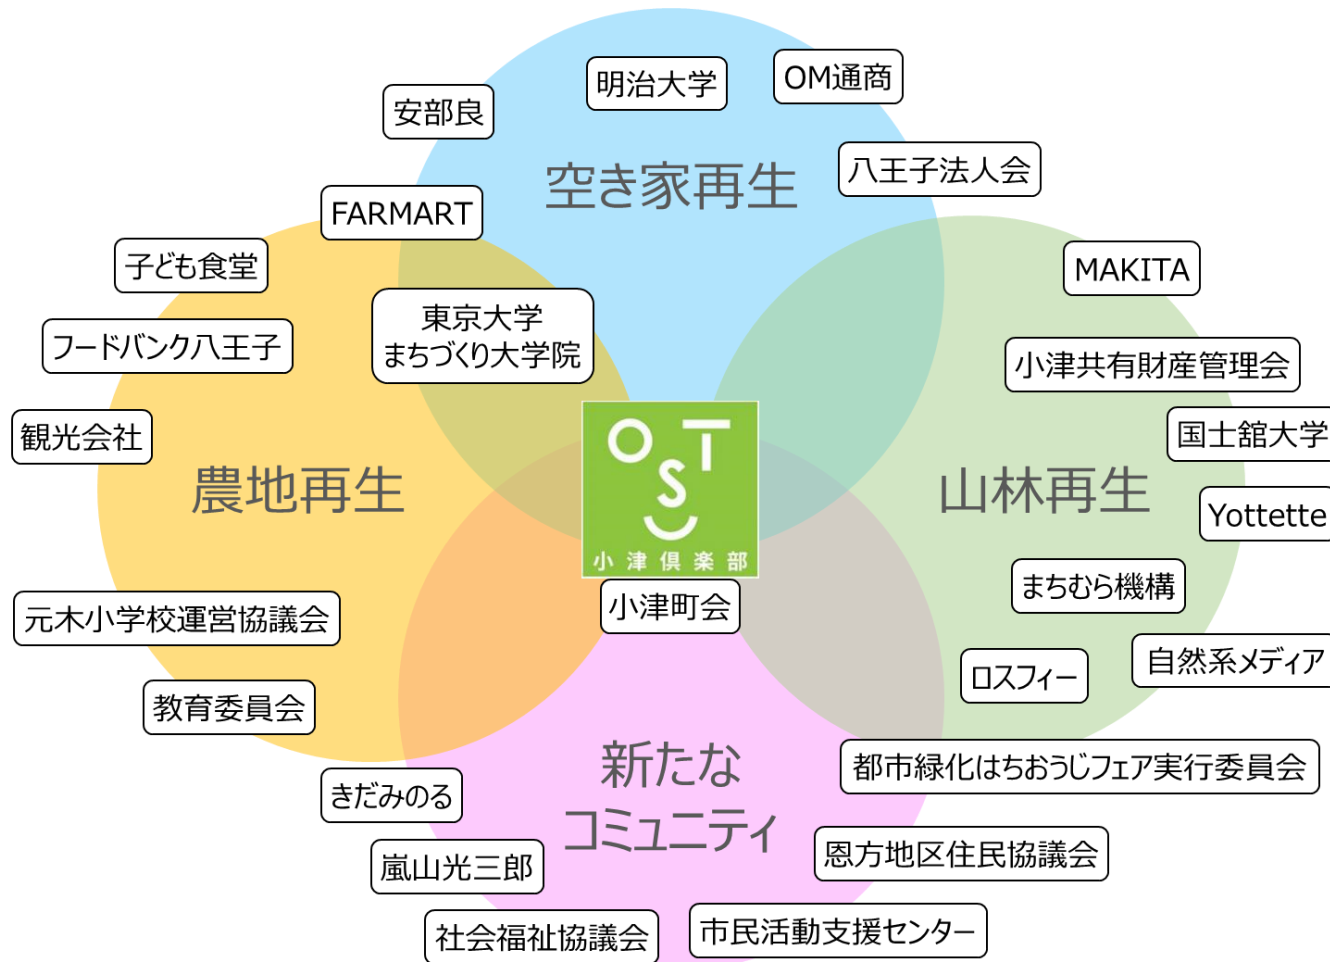 明治大学
OM通商
安部良
八王子法人会
空き家再生
FARMART
子ども食堂
MAKITA
東京大学
まちづくり大学院
フードバンク八王子
小津共有財産管理会
観光会社
国士舘大学
OTSU
農地再生
山林再生
Yottette
小津倶楽部
まちむら機構
小津町会
元木小学校運営協議会
自然系メディア
ロスフィー
教育委員会
新たな
コミュニティ
都市緑化はちおうじフェア実行委員会
きだみのる
恩方地区住民協議会
嵐山光三郎
社会福祉協議会
市民活動支援センター